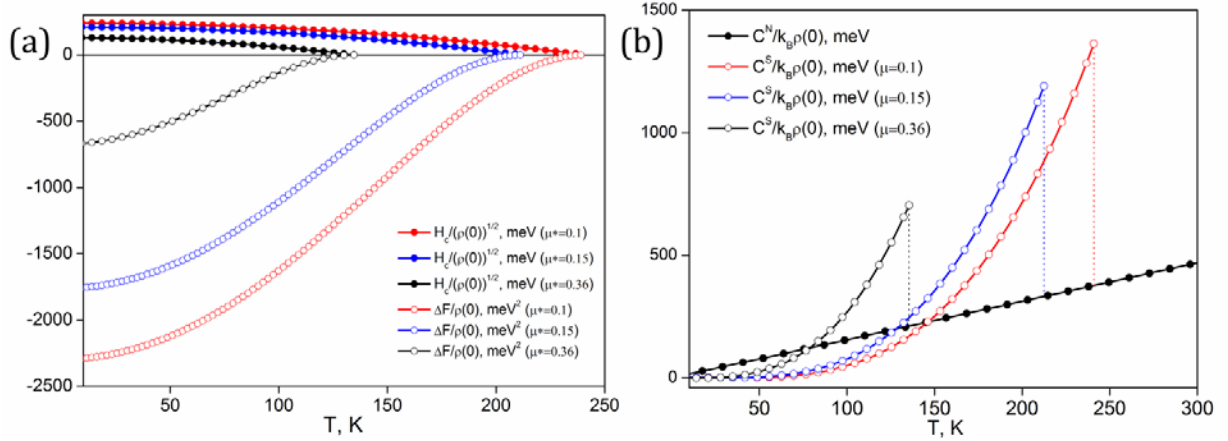 (a)
0
-500
-1000
-1500
-2000
-2500
50
100
150
200
250
T, K
H_c/(ρ(0))^{1/2}, meV (μ*=0.1)
H_c/(ρ(0))^{1/2}, meV (μ*=0.15)
H_c/(ρ(0))^{1/2}, meV (μ*=0.36)
ΔF/ρ(0), meV² (μ*=0.1)
ΔF/ρ(0), meV² (μ*=0.15)
ΔF/ρ(0), meV² (μ*=0.36)
(b)
1500
1000
500
0
50
100
150
200
250
300
T, K
C^N/k_Bρ(0), meV
C^S/k_Bρ(0), meV (μ=0.1)
C^S/k_Bρ(0), meV (μ=0.15)
C^S/k_Bρ(0), meV (μ=0.36)